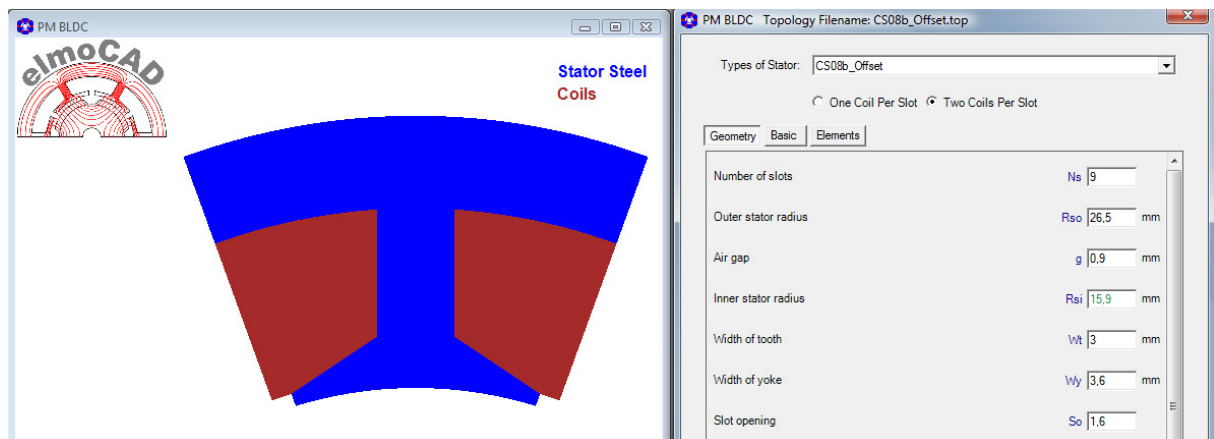 PM BLDC
elmoCAD
Stator Steel
Coils
PM BLDC Topology Filename: CS08b_Offset.top
Types of Stator: CS08b_Offset
One Coil Per Slot Two Coils Per Slot
Geometry Basic Elements
Number of slots Ns 9
Outer stator radius Rso 26,5 mm
Air gap g 0,9 mm
Inner stator radius Rsi 15,9 mm
Width of tooth Wt 3 mm
Width of yoke Wy 3,6 mm
Slot opening So 1,6 mm